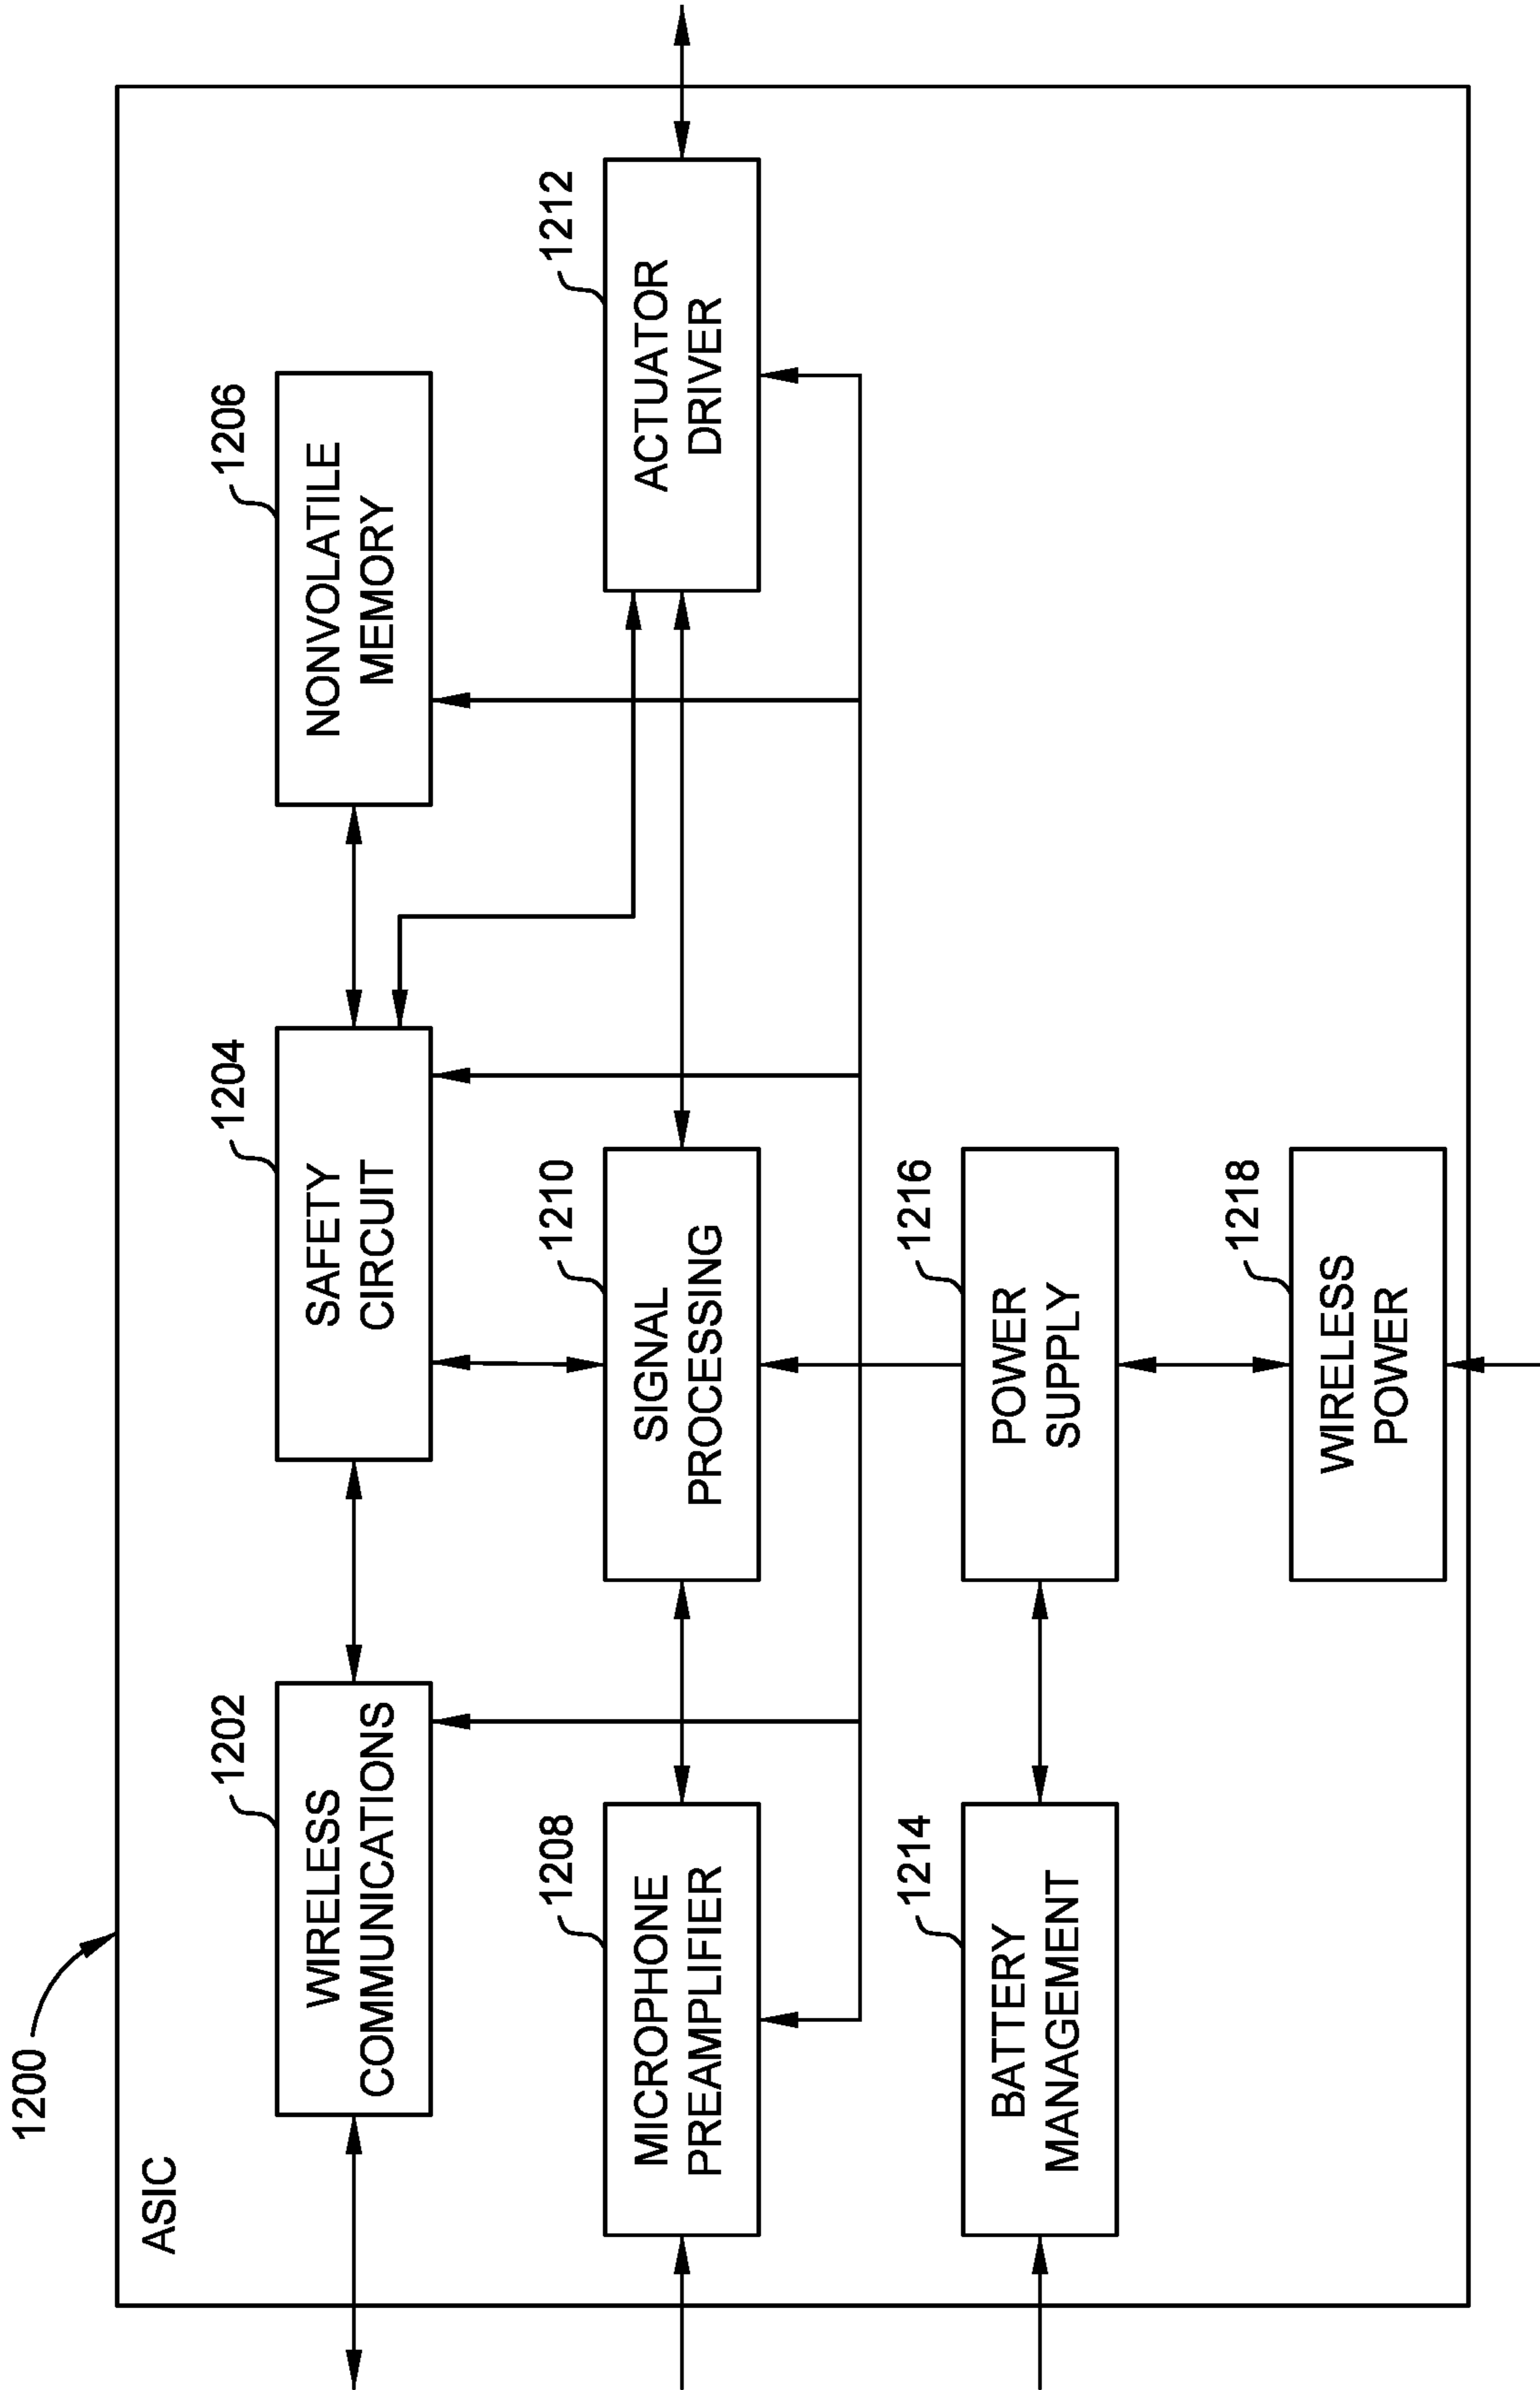 1200
ASIC
1202
WIRELESS
COMMUNICATIONS
1204
SAFETY
CIRCUIT
1206
NONVOLATILE
MEMORY
1208
MICROPHONE
PREAMPLIFIER
1210
SIGNAL
PROCESSING
1212
ACTUATOR
DRIVER
1214
BATTERY
MANAGEMENT
1216
POWER
SUPPLY
1218
WIRELESS
POWER